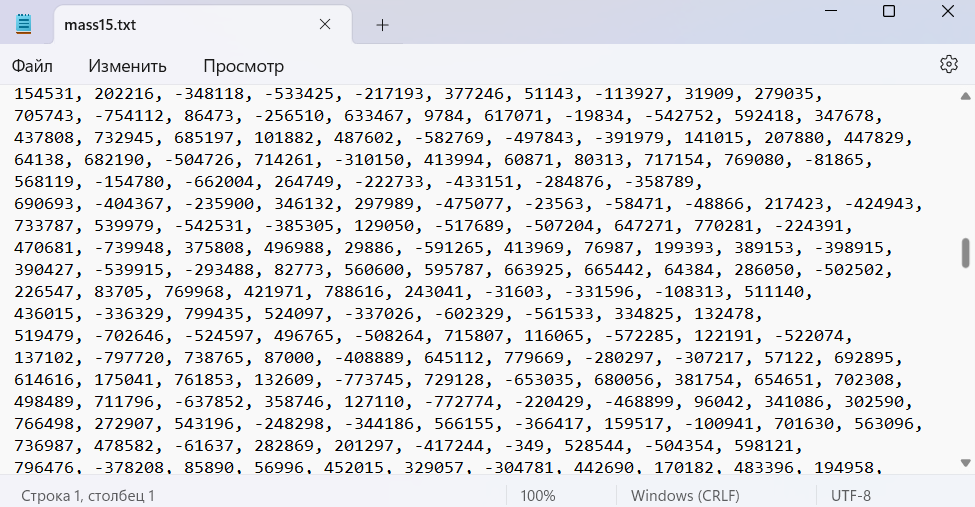 mass15.txt
Файл Изменить Просмотр
154531, 202216, -348118, -533425, -217193, 377246, 51143, -113927, 31909, 279035,
705743, -754112, 86473, -256510, 633467, 9784, 617071, -19834, -542752, 592418, 347678,
437808, 732945, 685197, 101882, 487602, -582769, -497843, -391979, 141015, 207880, 447829,
64138, 682190, -504726, 714261, -310150, 413994, 60871, 80313, 717154, 769080, -81865,
568119, -154780, -662004, 264749, -222733, -433151, -284876, -358789,
690693, -404367, -235900, 346132, 297989, -475077, -23563, -58471, -48866, 217423, -424943,
733787, 539979, -542531, -385305, 129050, -517689, -507204, 647271, 770281, -224391,
470681, -739948, 375808, 496988, 29886, -591265, 413969, 76987, 199393, 389153, -398915,
390427, -539915, -293488, 82773, 560600, 595787, 663925, 665442, 64384, 286050, -502502,
226547, 83705, 769968, 421971, 788616, 243041, -31603, -331596, -108313, 511140,
436015, -336329, 799435, 524097, -337026, -602329, -561533, 334825, 132478,
519479, -702646, -524597, 496765, -508264, 715807, 116065, -572285, 122191, -522074,
137102, -797720, 738765, 87000, -408889, 645112, 779669, -280297, -307217, 57122, 692895,
614616, 175041, 761853, 132609, -773745, 729128, -653035, 680056, 381754, 654651, 702308,
498489, 711796, -637852, 358746, 127110, -772774, -220429, -468899, 96042, 341086, 302590,
766498, 272907, 543196, -248298, -344186, 566155, -366417, 159517, -100941, 701630, 563096,
736987, 478582, -61637, 282869, 201297, -417244, -349, 528544, -504354, 598121,
796476, -378208, 85890, 56996, 452015, 329057, -304781, 442690, 170182, 483396, 194958,
Строка 1, столбец 1 100% Windows (CRLF) UTF-8